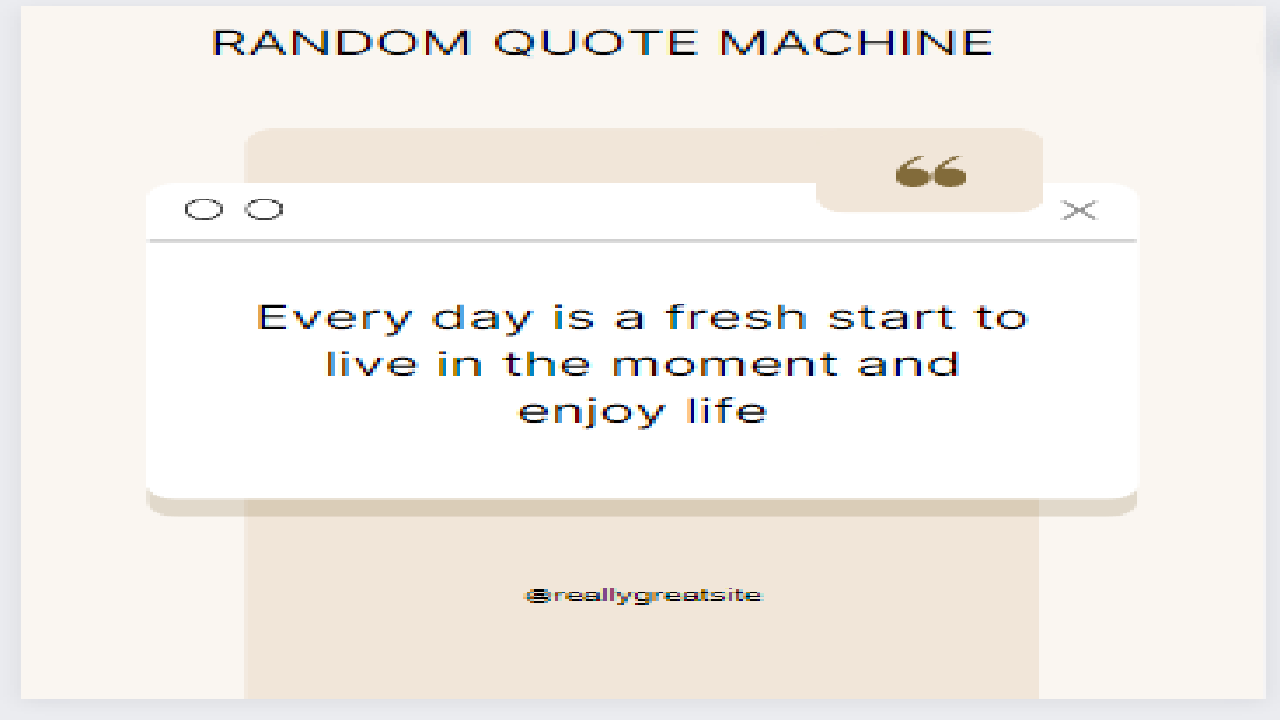 RANDOM QUOTE MACHINE
❝
Every day is a fresh start to
live in the moment and
enjoy life
@reallygreatsite